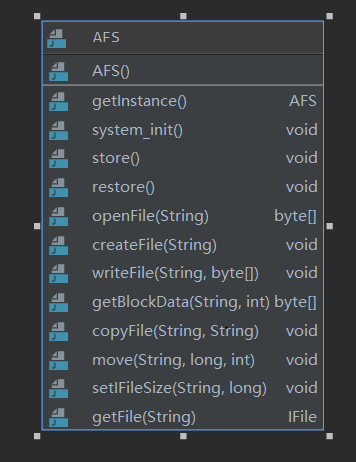 AFS
AFS()
getInstance() AFS
system_init() void
store() void
restore() void
openFile(String) byte[]
createFile(String) void
writeFile(String, byte[]) void
getBlockData(String, int) byte[]
copyFile(String, String) void
move(String, long, int) void
setIFileSize(String, long) void
getFile(String) IFile